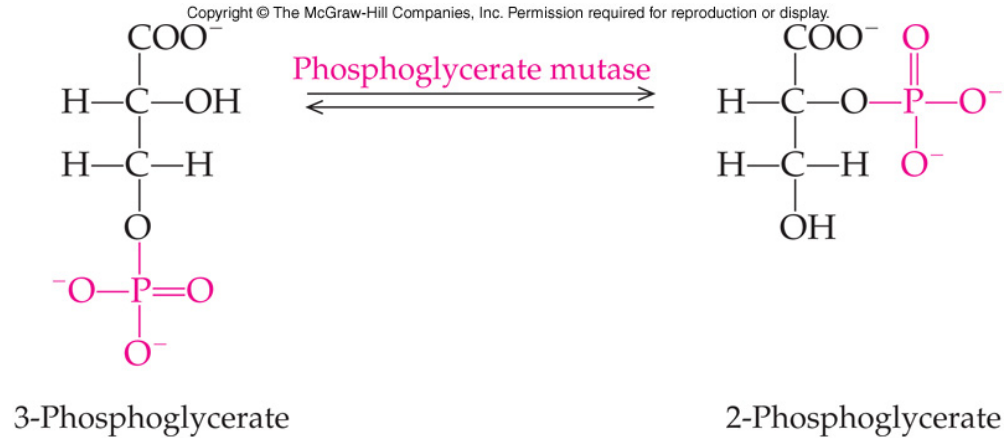 Copyright © The McGraw-Hill Companies, Inc. Permission required for reproduction or display.
COO⁻
H—C—OH
H—C—H
O
⁻O—P=O
O⁻
3-Phosphoglycerate
Phosphoglycerate mutase
COO⁻ O
H—C—O—P—O⁻
H—C—H O⁻
OH
2-Phosphoglycerate